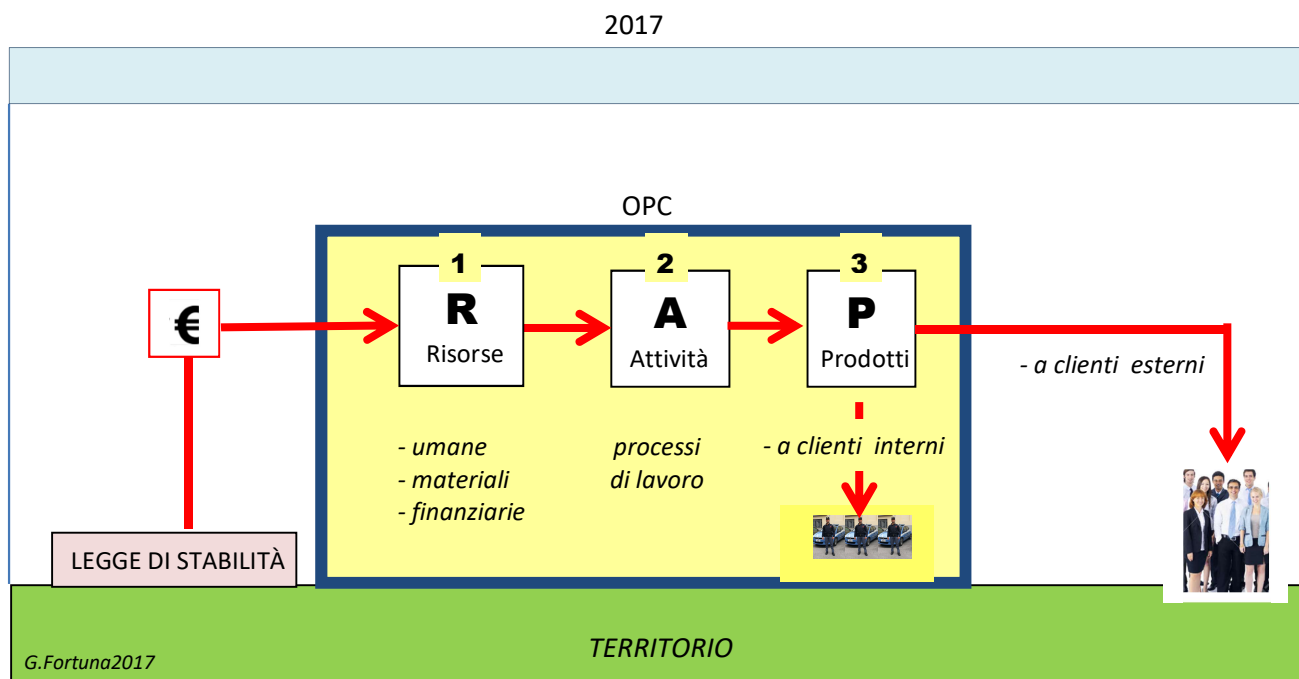 2017
OPC
1
2
3
€
R
A
P
Risorse
Attività
Prodotti
- a clienti esterni
- umane
- materiali
- finanziarie
processi
di lavoro
- a clienti interni
LEGGE DI STABILITÀ
TERRITORIO
G.Fortuna2017